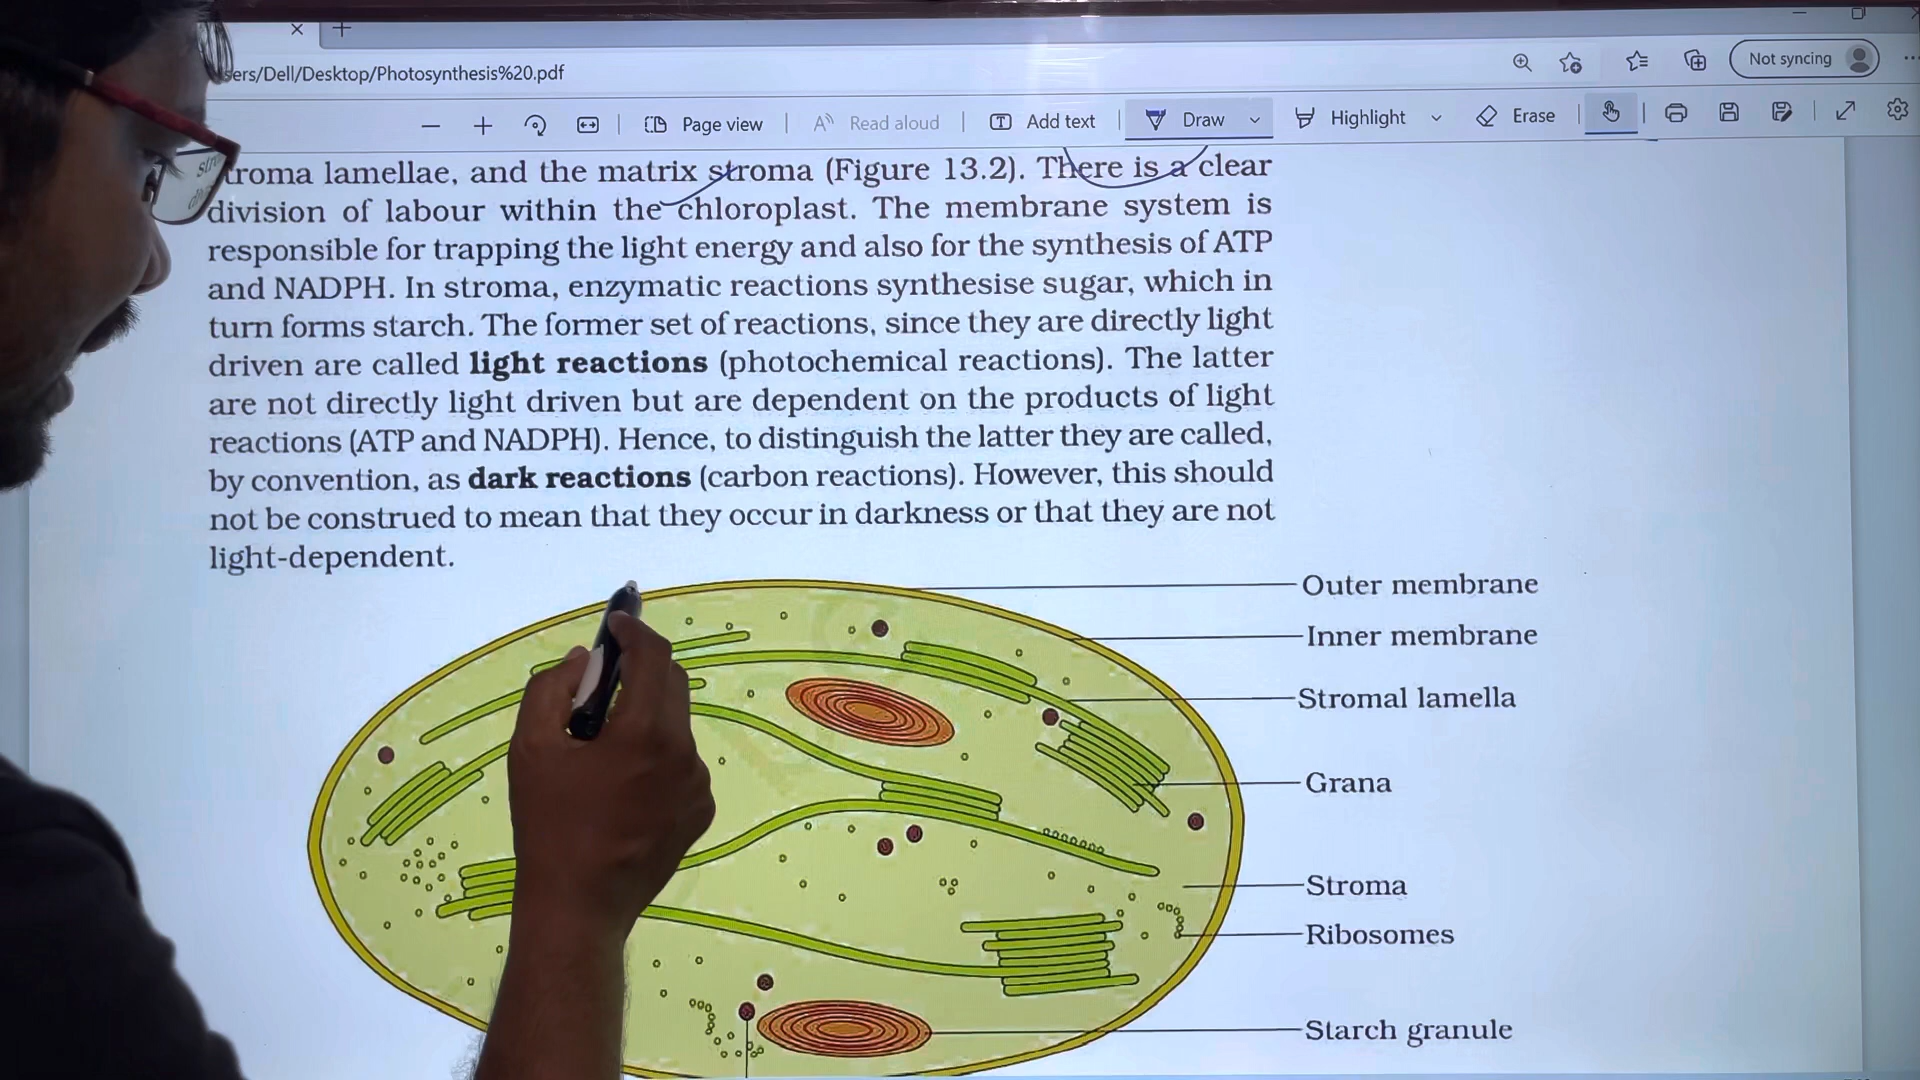 sers/Dell/Desktop/Photosynthesis%20.pdf
Not syncing
Page view
Read aloud
Add text
Draw
Highlight
Erase
troma lamellae, and the matrix stroma (Figure 13.2). There is a clear
division of labour within the chloroplast. The membrane system is
responsible for trapping the light energy and also for the synthesis of ATP
and NADPH. In stroma, enzymatic reactions synthesise sugar, which in
turn forms starch. The former set of reactions, since they are directly light
driven are called light reactions (photochemical reactions). The latter
are not directly light driven but are dependent on the products of light
reactions (ATP and NADPH). Hence, to distinguish the latter they are called,
by convention, as dark reactions (carbon reactions). However, this should
not be construed to mean that they occur in darkness or that they are not
light-dependent.
Outer membrane
Inner membrane
Stromal lamella
Grana
Stroma
Ribosomes
Starch granule